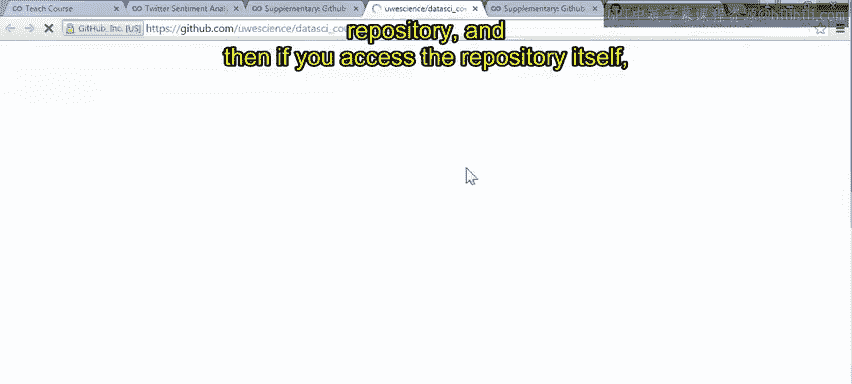 Teach Course
Twitter Sentiment Anal
Supplementary: Github
uwescience/datasci_co
Supplementary: Github
GitHub, Inc. [US]
https://github.com/uwescience/datasci_co
repository, and
then if you access the repository itself,